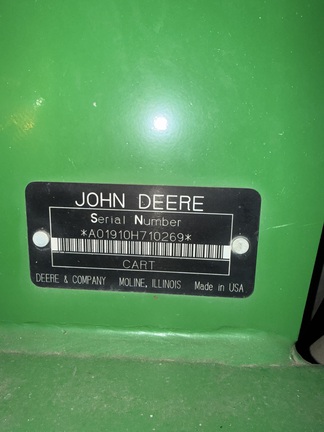 JOHN DEERE
Serial Number
*A01910H710269*
CART
DEERE & COMPANY MOLINE, ILLINOIS Made in USA